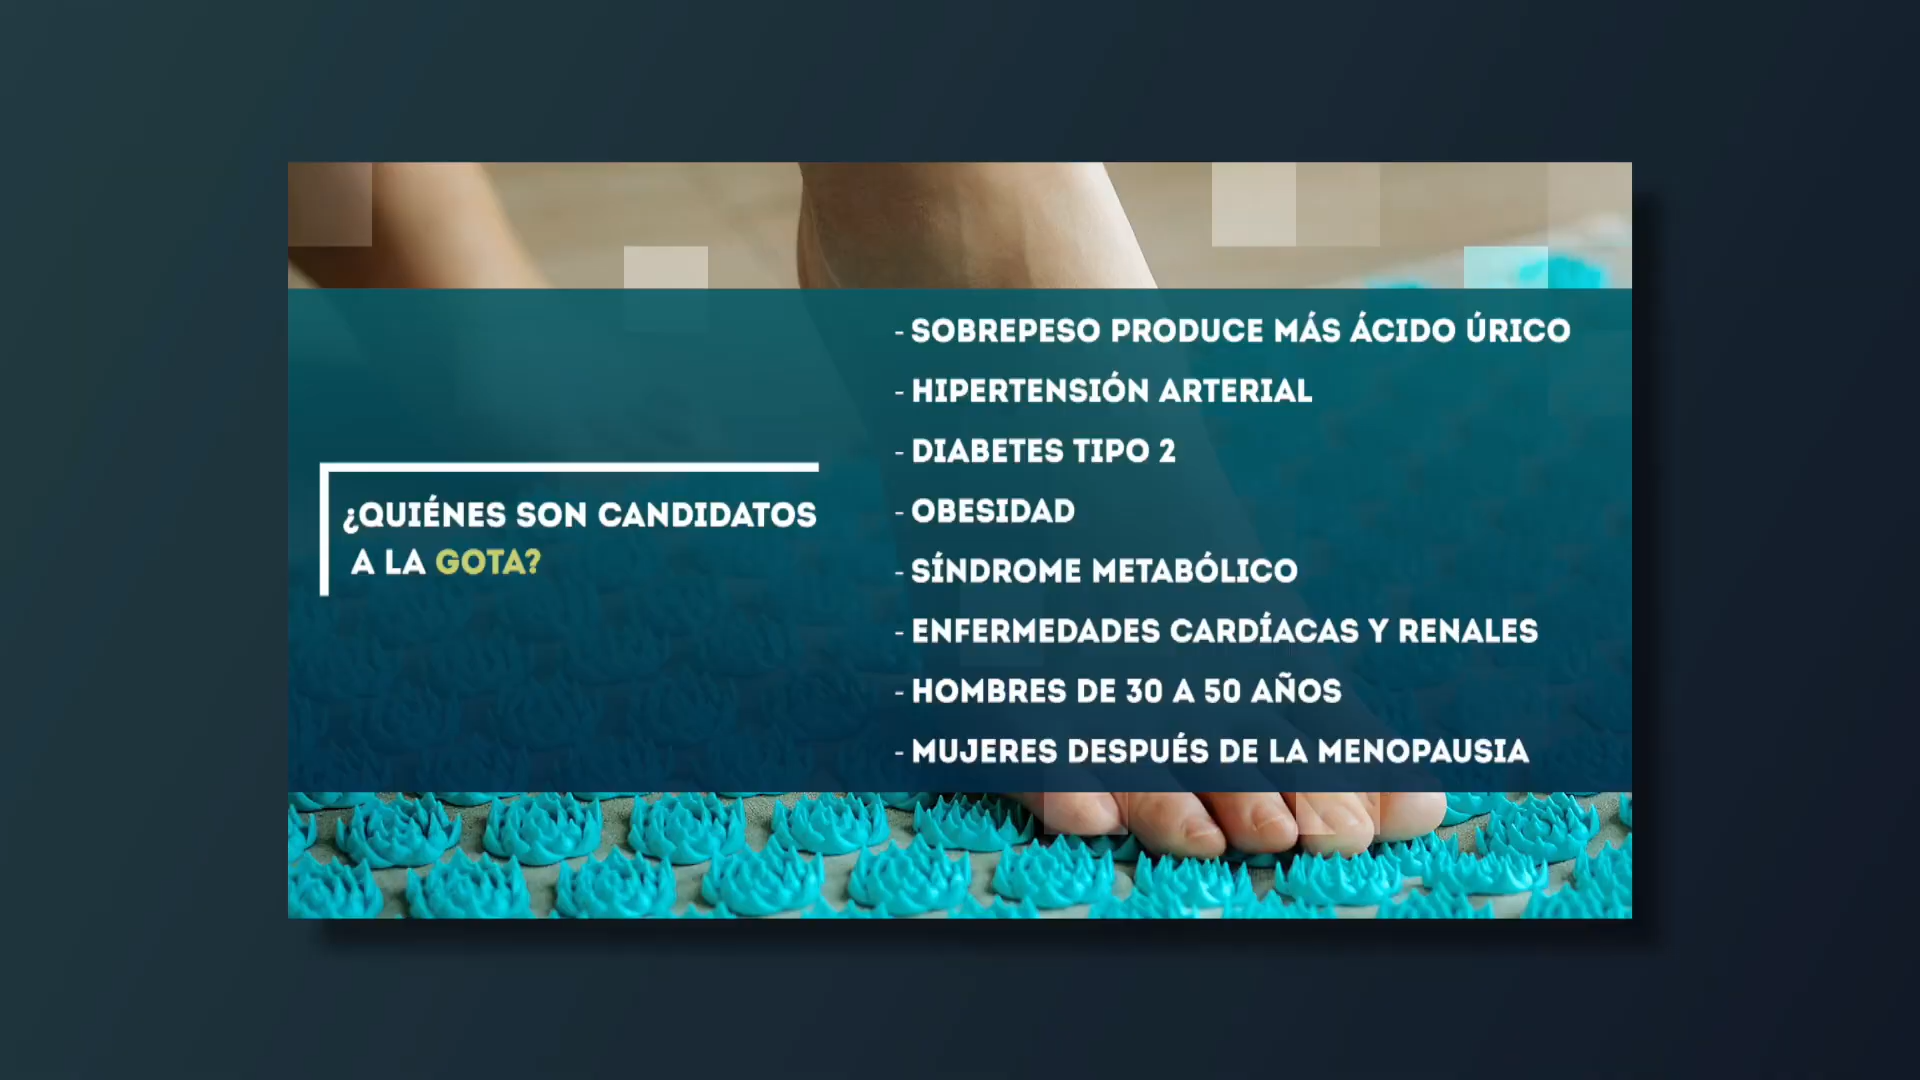 ¿QUIÉNES SON CANDIDATOS
A LA GOTA?
- SOBREPESO PRODUCE MÁS ÁCIDO ÚRICO
- HIPERTENSIÓN ARTERIAL
- DIABETES TIPO 2
- OBESIDAD
- SÍNDROME METABÓLICO
- ENFERMEDADES CARDÍACAS Y RENALES
- HOMBRES DE 30 A 50 AÑOS
- MUJERES DESPUÉS DE LA MENOPAUSIA